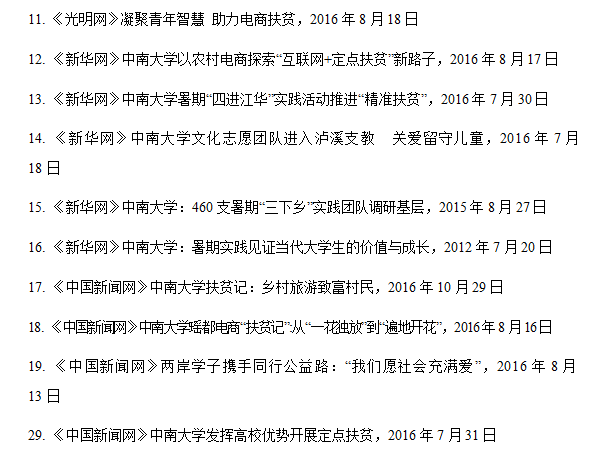 11. 《光明网》凝聚青年智慧 助力电商扶贫，2016 年 8 月 18 日
12. 《新华网》中南大学以农村电商探索“互联网+定点扶贫”新路子，2016 年 8 月 17 日
13. 《新华网》中南大学暑期“四进江华”实践活动推进“精准扶贫”，2016 年 7 月 30 日
14. 《新华网》中南大学文化志愿团队进入泸溪支教　关爱留守儿童，2016 年 7 月
18 日
15. 《新华网》中南大学：460 支暑期“三下乡”实践团队调研基层，2015 年 8 月 27 日
16. 《新华网》中南大学：暑期实践见证当代大学生的价值与成长，2012 年 7 月 20 日
17. 《中国新闻网》中南大学扶贫记：乡村旅游致富村民，2016 年 10 月 29 日
18. 《中国新闻网》中南大学瑶都电商“扶贫记”:从“一花独放”到“遍地开花”，2016 年 8 月 16 日
19. 《中国新闻网》两岸学子携手同行公益路：“我们愿社会充满爱”，2016 年 8 月
13 日
29. 《中国新闻网》中南大学发挥高校优势开展定点扶贫，2016 年 7 月 31 日